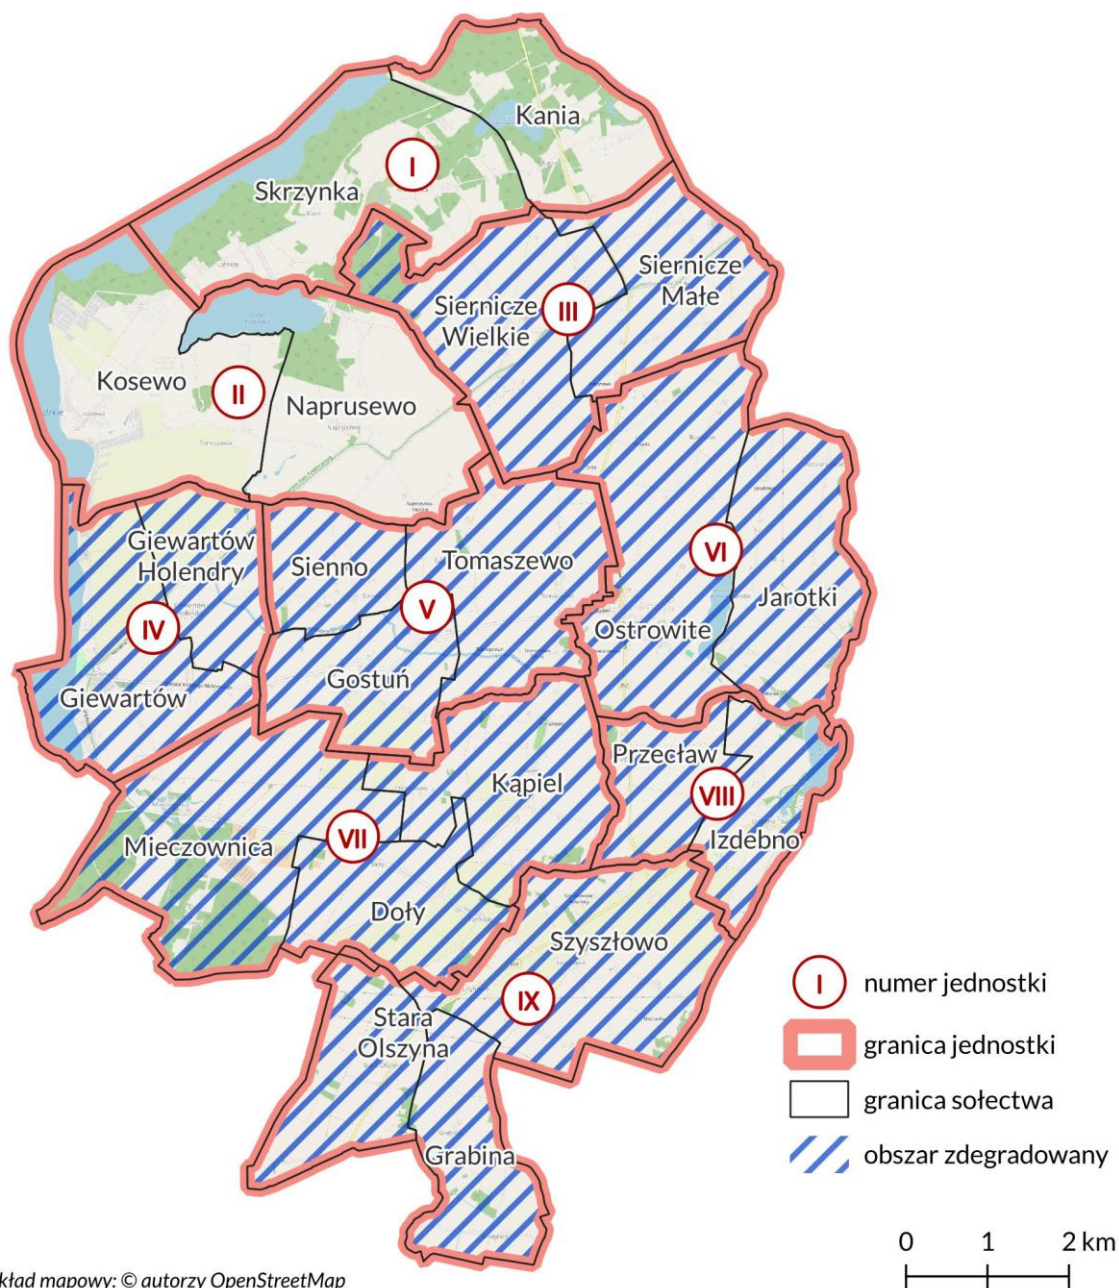 Kania
I
Skrzynka
Siernicze
Małe
Siernicze
Wielkie
III
Kosewo
II
Naprusewo
Giewartów
Holendry
Sienno
Tomaszewo
V
VI
Jarotki
IV
Ostrowite
Gostuń
Giewartów
Przecław
Kąpiel
VIII
Izdebno
VII
Mieczownica
Doły
Szyszłowo
IX
Stara
Olszyna
Grabina
I numer jednostki
granica jednostki
granica sołectwa
obszar zdegradowany
0 1 2 km
kład mapowy: © autorzy OpenStreetMap